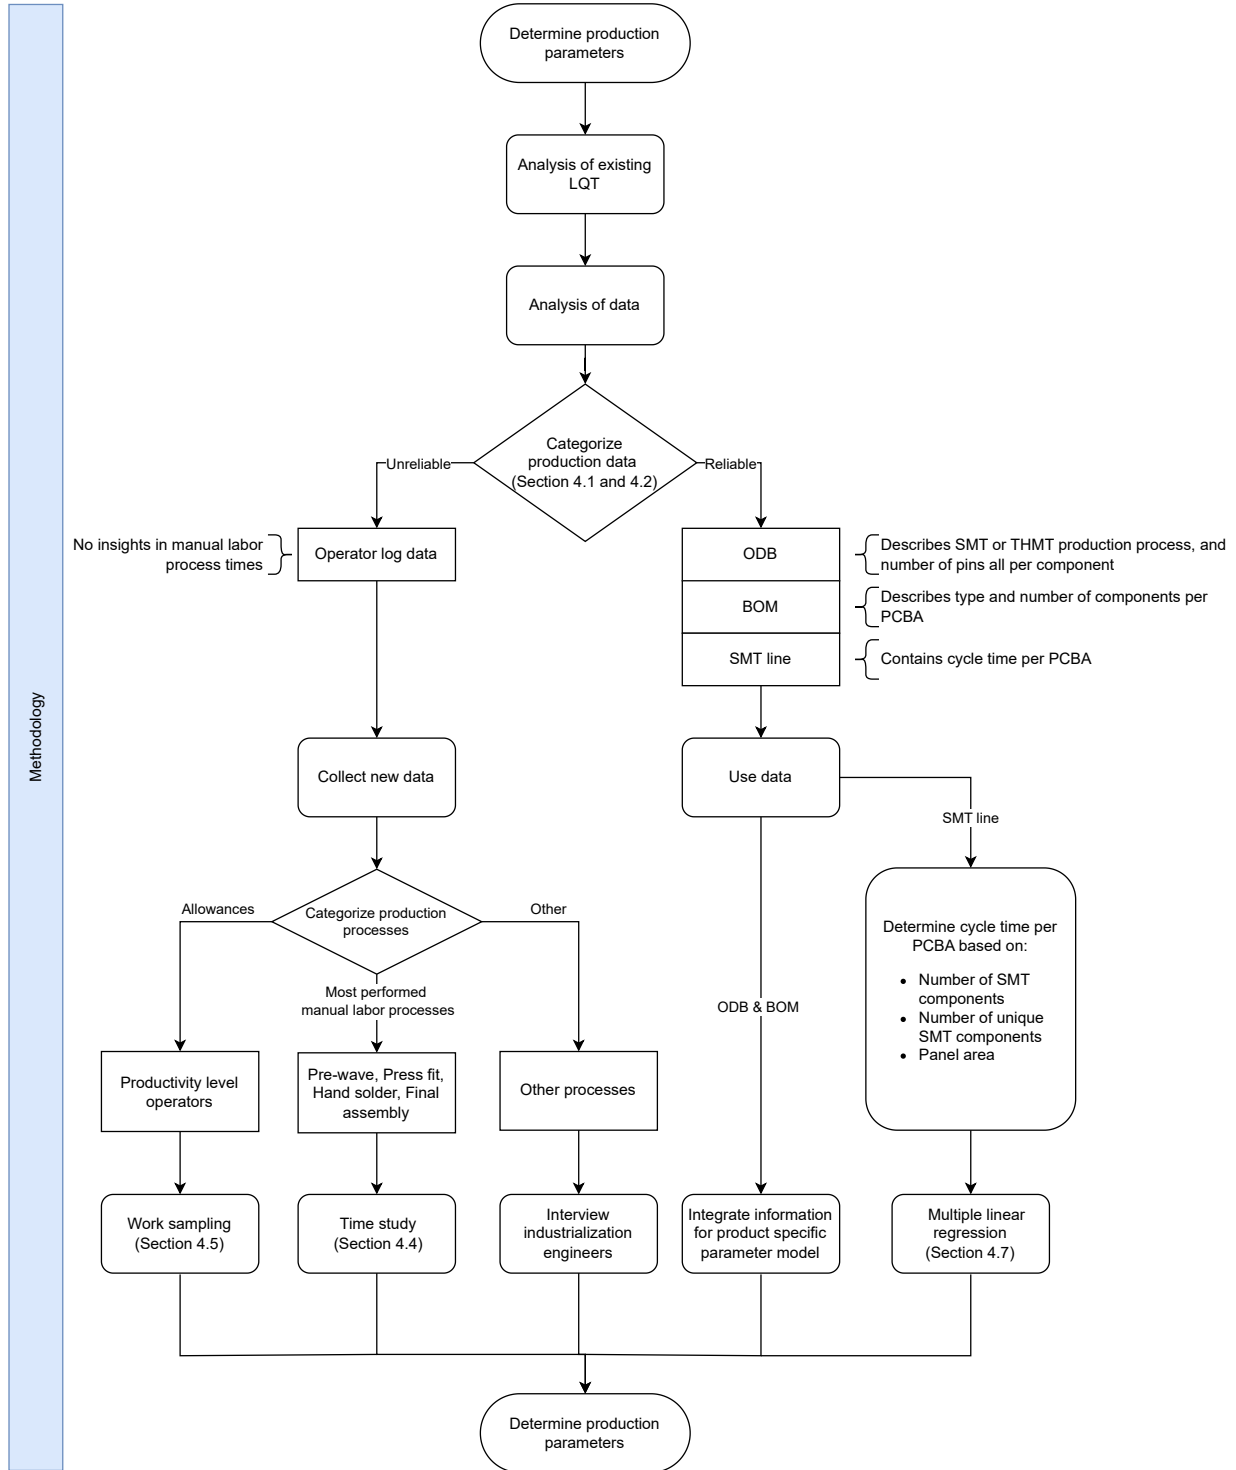 Methodology
Determine production
parameters
Analysis of existing
LQT
Analysis of data
Categorize
production data
(Section 4.1 and 4.2)
Unreliable
Reliable
No insights in manual labor
process times
Operator log data
ODB
Describes SMT or THMT production process, and
number of pins all per component
BOM
Describes type and number of components per
PCBA
SMT line
Contains cycle time per PCBA
Collect new data
Use data
SMT line
Categorize production
processes
Allowances
Most performed
manual labor processes
Other
ODB & BOM
Determine cycle time per
PCBA based on:
• Number of SMT
components
• Number of unique
SMT components
• Panel area
Productivity level
operators
Pre-wave, Press fit,
Hand solder, Final
assembly
Other processes
Work sampling
(Section 4.5)
Time study
(Section 4.4)
Interview
industrialization
engineers
Integrate information
for product specific
parameter model
Multiple linear
regression
(Section 4.7)
Determine production
parameters